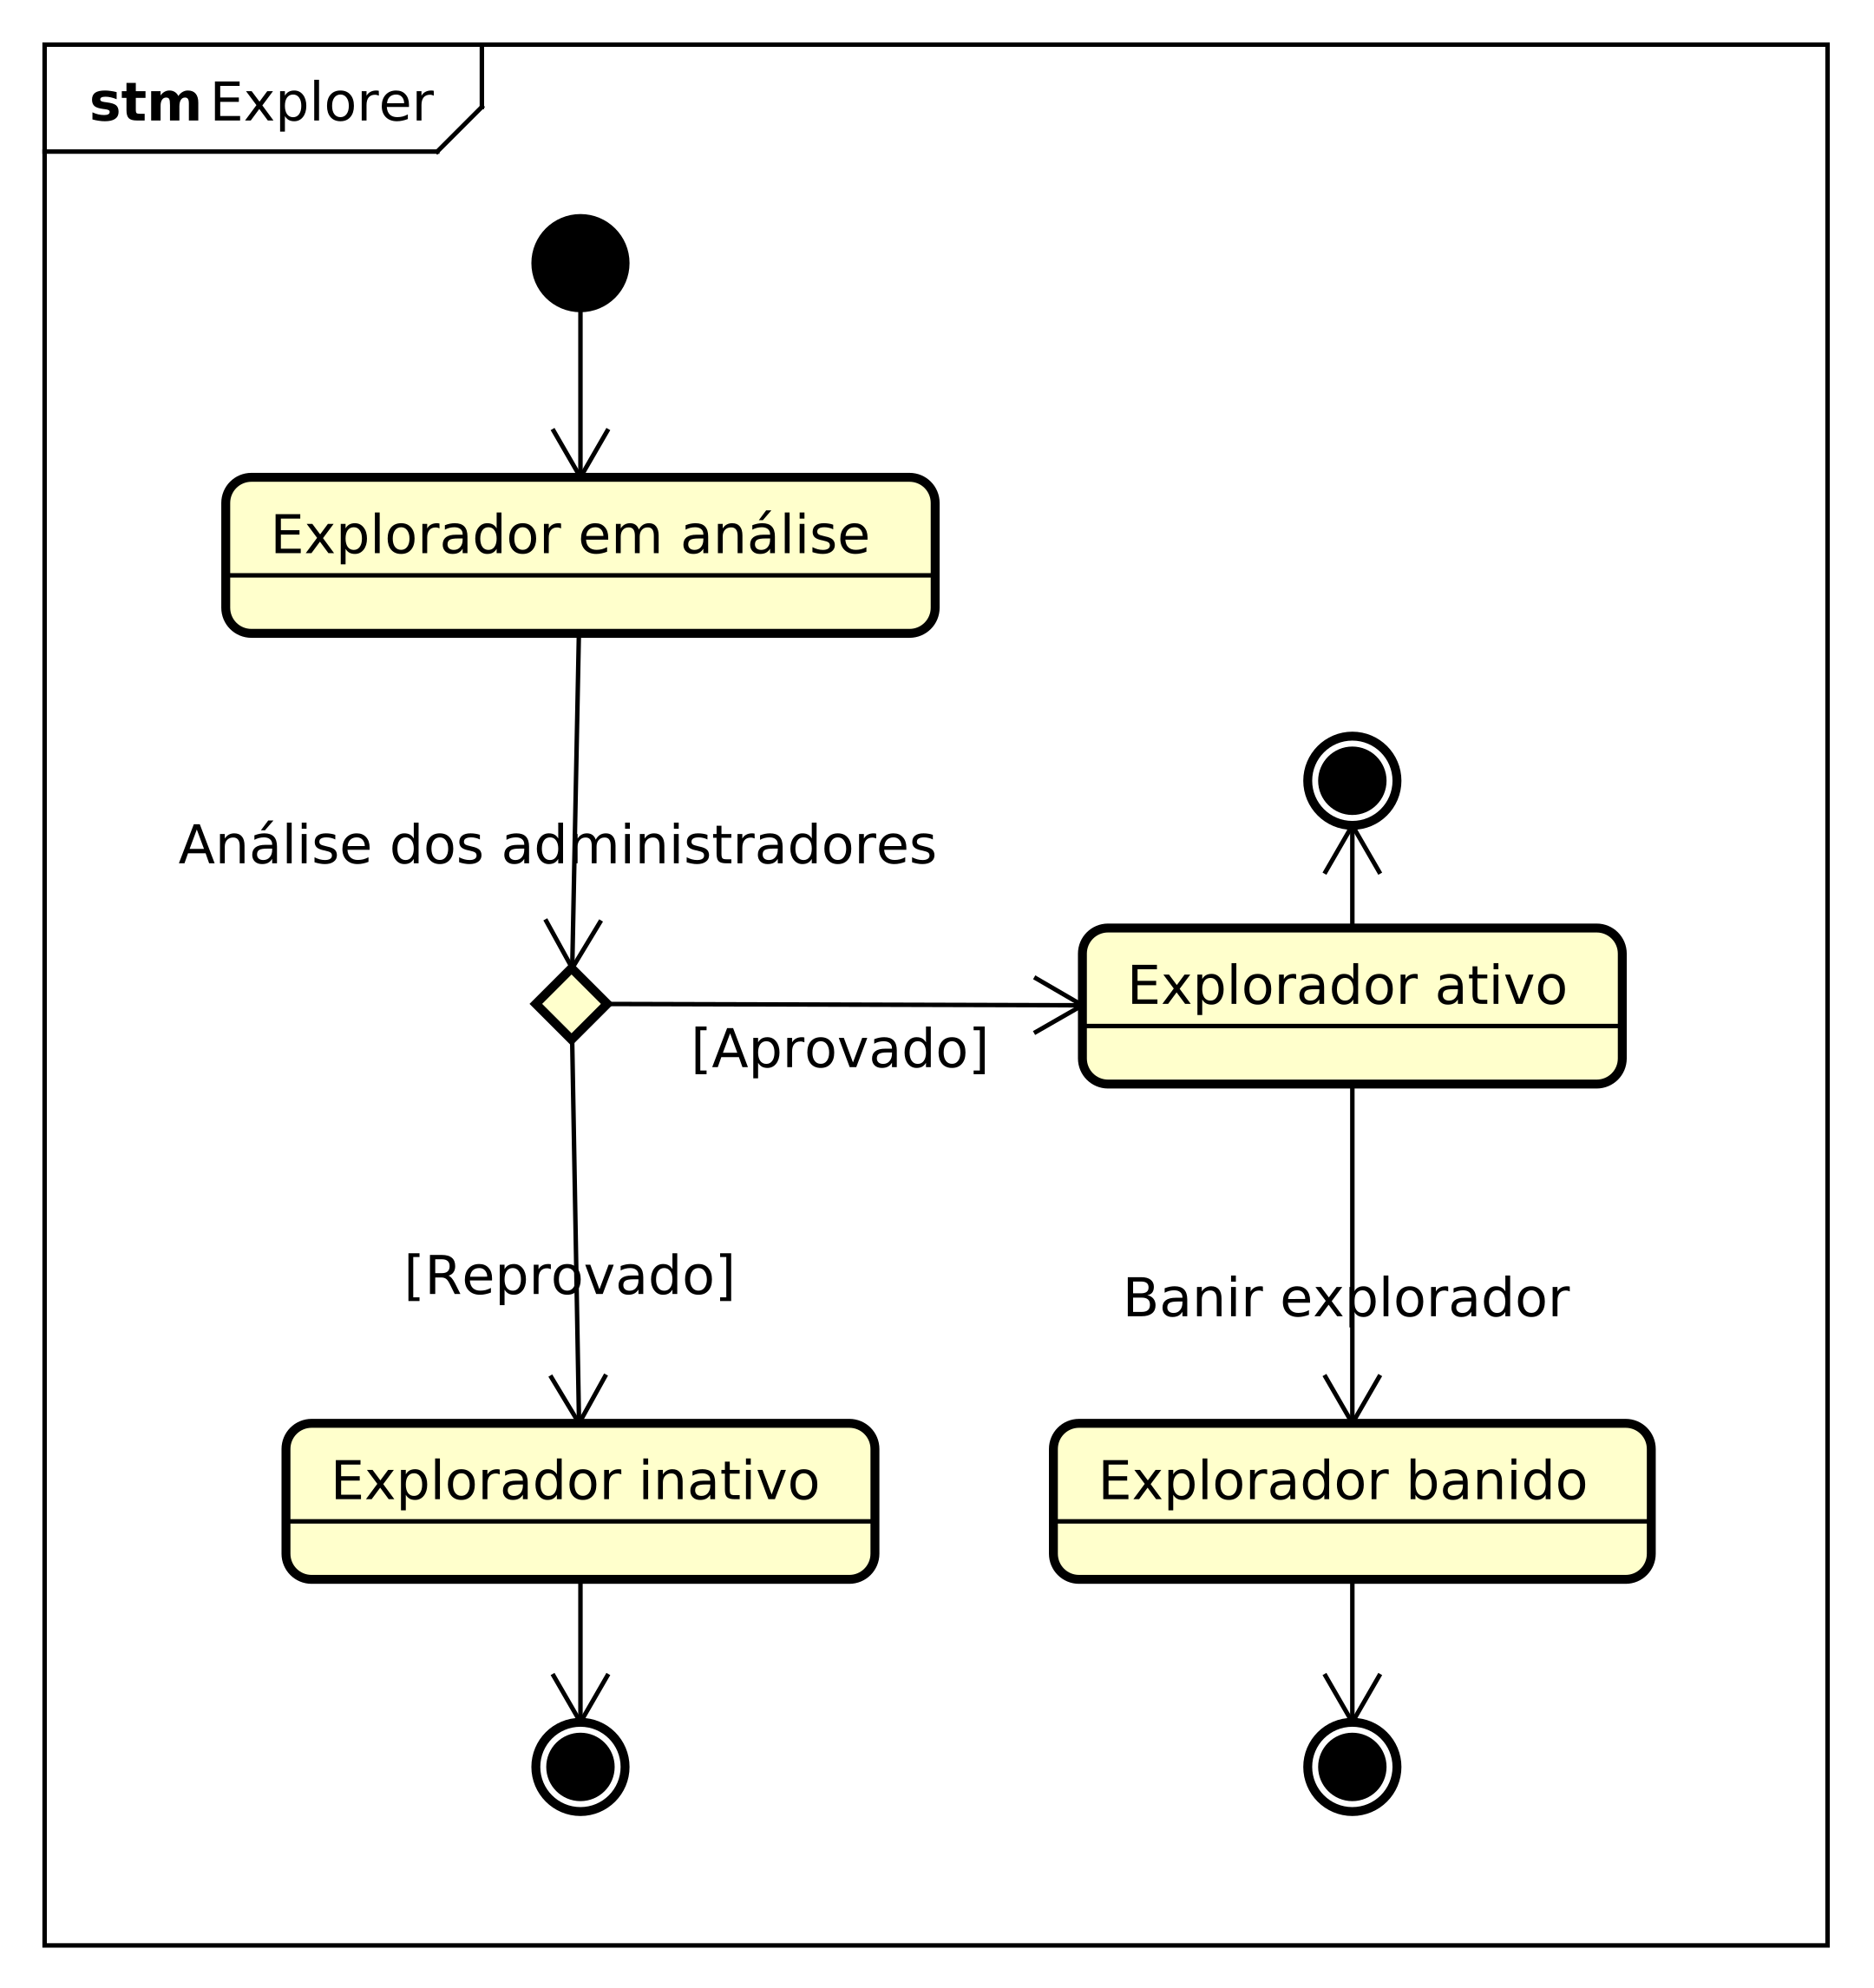 stm Explorer
Explorador em análise
Análise dos administradores
Explorador ativo
[Aprovado]
[Reprovado]
Banir explorador
Explorador inativo
Explorador banido